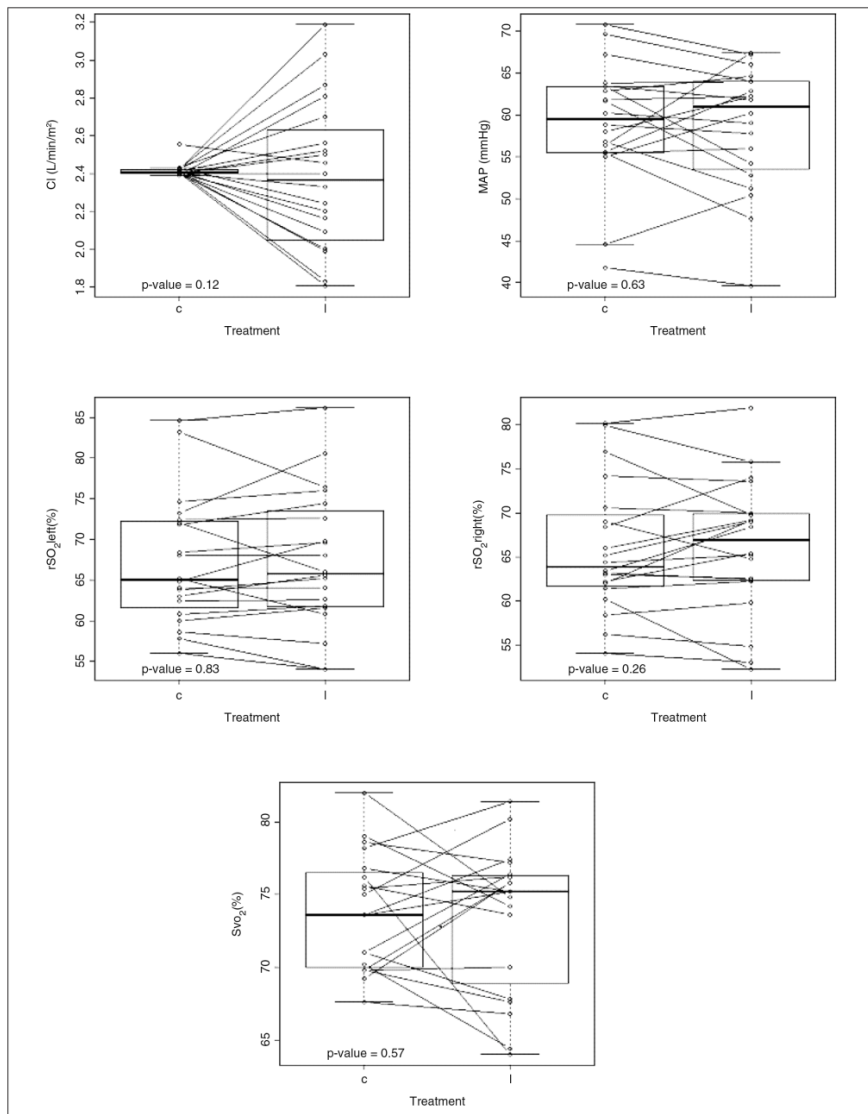 CI (L/min/m²)
3.2
3.0
2.8
2.6
2.4
2.2
2.0
1.8
p-value = 0.12
c
l
Treatment
MAP (mmHg)
70
65
60
55
50
45
40
p-value = 0.63
c
l
Treatment
rSO₂left(%)
85
80
75
70
65
60
55
p-value = 0.83
c
l
Treatment
rSO₂right(%)
80
75
70
65
60
55
p-value = 0.26
c
l
Treatment
Svo₂(%)
80
75
70
65
p-value = 0.57
c
l
Treatment